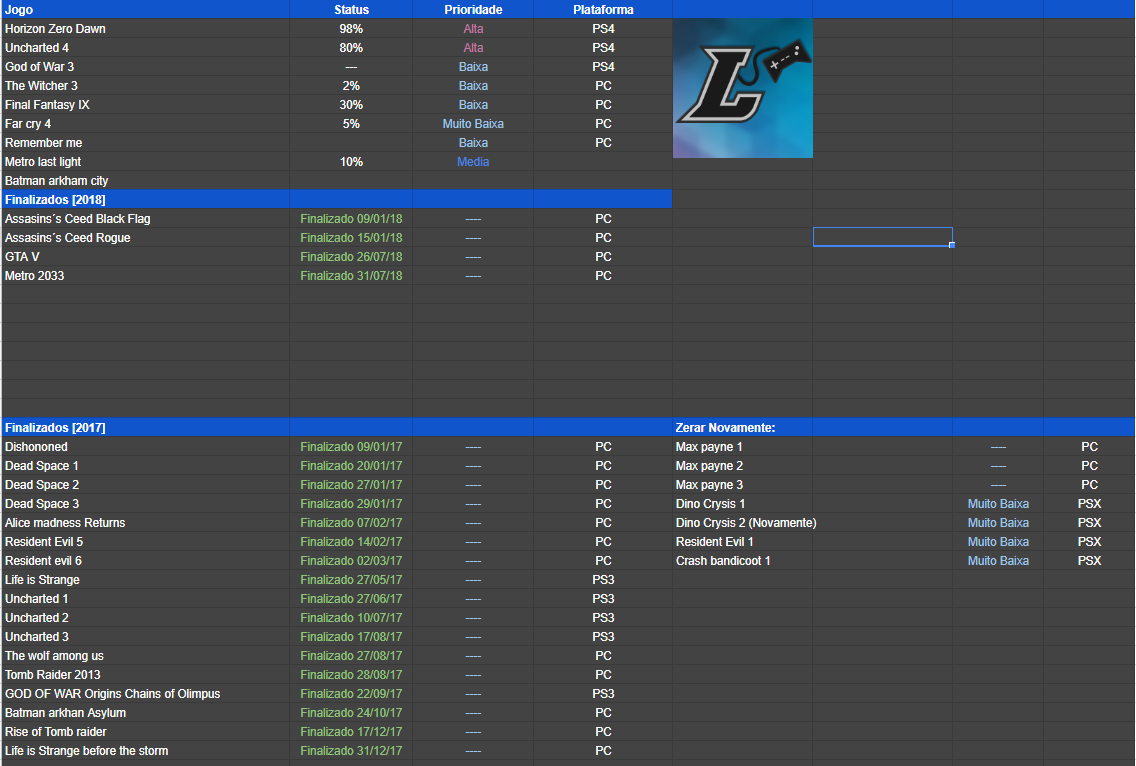 Jogo Status Prioridade Plataforma
Horizon Zero Dawn 98% Alta PS4
Uncharted 4 80% Alta PS4
God of War 3 --- Baixa PS4
The Witcher 3 2% Baixa PC
Final Fantasy IX 30% Baixa PC
Far cry 4 5% Muito Baixa PC
Remember me Baixa PC
Metro last light 10% Media
Batman arkham city
L
Finalizados [2018]
Assasins´s Ceed Black Flag Finalizado 09/01/18 ---- PC
Assasins´s Ceed Rogue Finalizado 15/01/18 ---- PC
GTA V Finalizado 26/07/18 ---- PC
Metro 2033 Finalizado 31/07/18 ---- PC
Finalizados [2017] Zerar Novamente:
Dishononed Finalizado 09/01/17 ---- PC Max payne 1 ---- PC
Dead Space 1 Finalizado 20/01/17 ---- PC Max payne 2 ---- PC
Dead Space 2 Finalizado 27/01/17 ---- PC Max payne 3 ---- PC
Dead Space 3 Finalizado 29/01/17 ---- PC Dino Crysis 1 Muito Baixa PSX
Alice madness Returns Finalizado 07/02/17 ---- PC Dino Crysis 2 (Novamente) Muito Baixa PSX
Resident Evil 5 Finalizado 14/02/17 ---- PC Resident Evil 1 Muito Baixa PSX
Resident evil 6 Finalizado 02/03/17 ---- PC Crash bandicoot 1 Muito Baixa PSX
Life is Strange Finalizado 27/05/17 ---- PS3
Uncharted 1 Finalizado 27/06/17 ---- PS3
Uncharted 2 Finalizado 10/07/17 ---- PS3
Uncharted 3 Finalizado 17/08/17 ---- PS3
The wolf among us Finalizado 27/08/17 ---- PC
Tomb Raider 2013 Finalizado 28/08/17 ---- PC
GOD OF WAR Origins Chains of Olimpus Finalizado 22/09/17 ---- PS3
Batman arkhan Asylum Finalizado 24/10/17 ---- PC
Rise of Tomb raider Finalizado 17/12/17 ---- PC
Life is Strange before the storm Finalizado 31/12/17 ---- PC